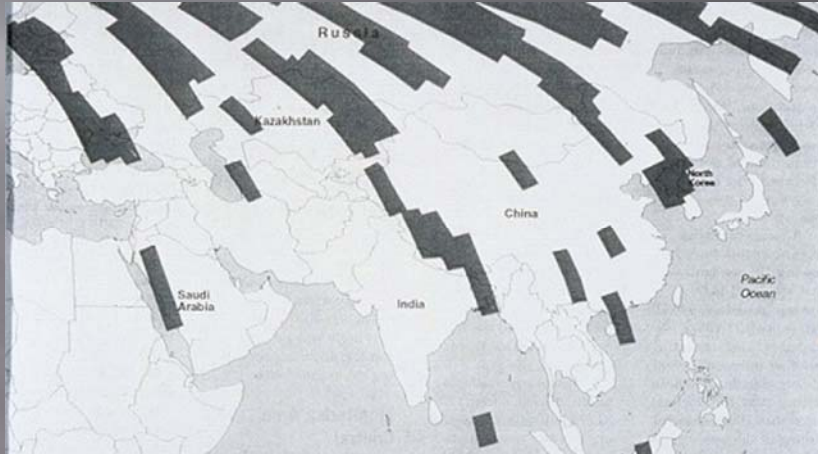 Russia
Kazakhstan
North
Korea
China
Pacific
Ocean
Saudi
Arabia
India